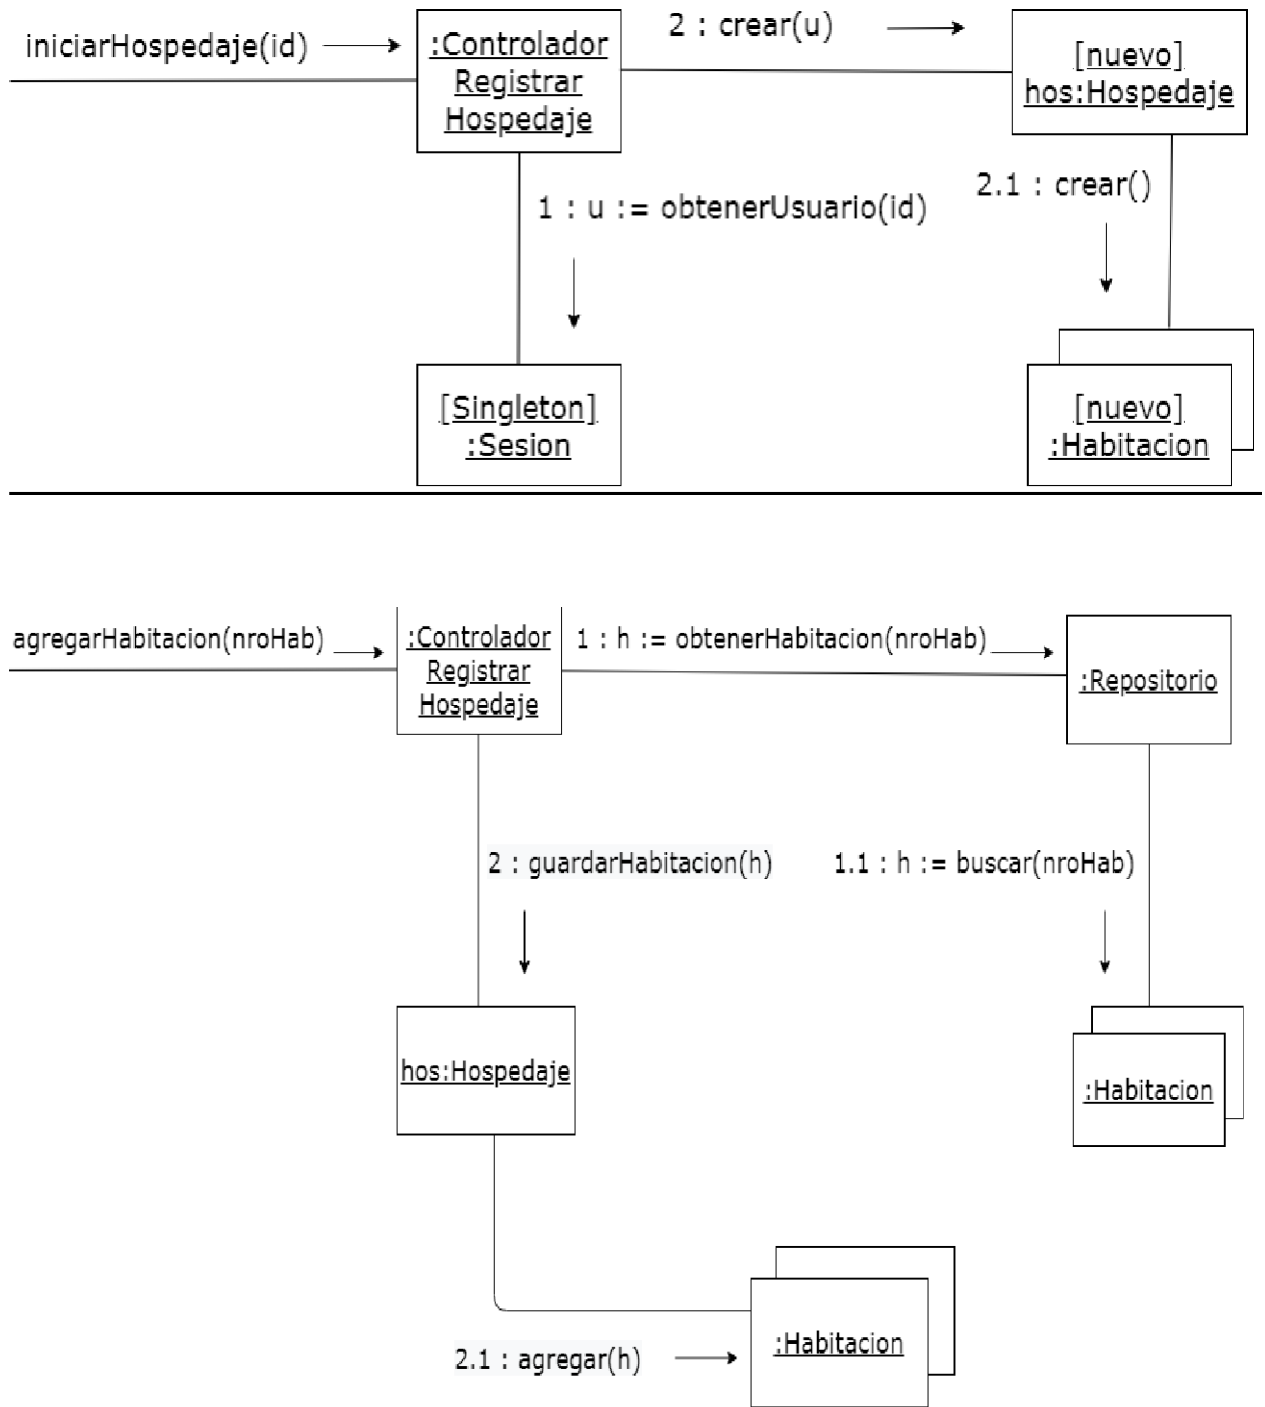 iniciarHospedaje(id)
:Controlador
Registrar
Hospedaje
2 : crear(u)
[nuevo]
hos:Hospedaje
1 : u := obtenerUsuario(id)
2.1 : crear()
[Singleton]
:Sesion
[nuevo]
:Habitacion
agregarHabitacion(nroHab)
:Controlador
Registrar
Hospedaje
1 : h := obtenerHabitacion(nroHab)
:Repositorio
2 : guardarHabitacion(h)
1.1 : h := buscar(nroHab)
hos:Hospedaje
:Habitacion
2.1 : agregar(h)
:Habitacion